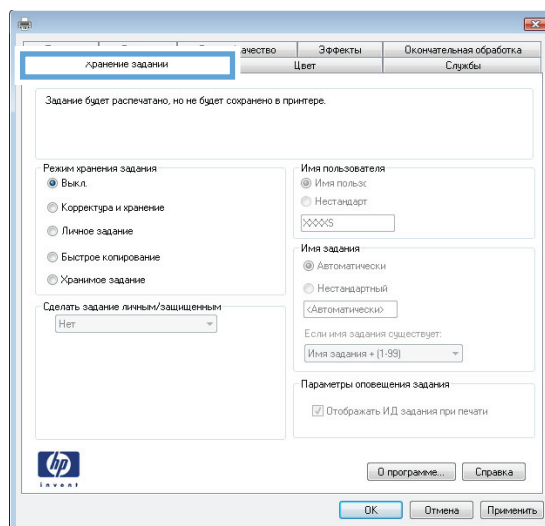 ачество
Эффекты
Окончательная обработка
Хранение заданий
Цвет
Службы
Задание будет распечатано, но не будет сохранено в принтере.
Режим хранения задания
Выкл.
Корректура и хранение
Личное задание
Быстрое копирование
Хранимое задание
Сделать задание личным/защищенным
Нет
Имя пользователя
Имя пользс
Нестандарт
XXXXS
Имя задания
Автоматически
Нестандартный
<Автоматически>
Если имя задания существует:
Имя задания + (1-99)
Параметры оповещения задания
Отображать ИД задания при печати
hp
invent
О программе...
Справка
OK
Отмена
Применить